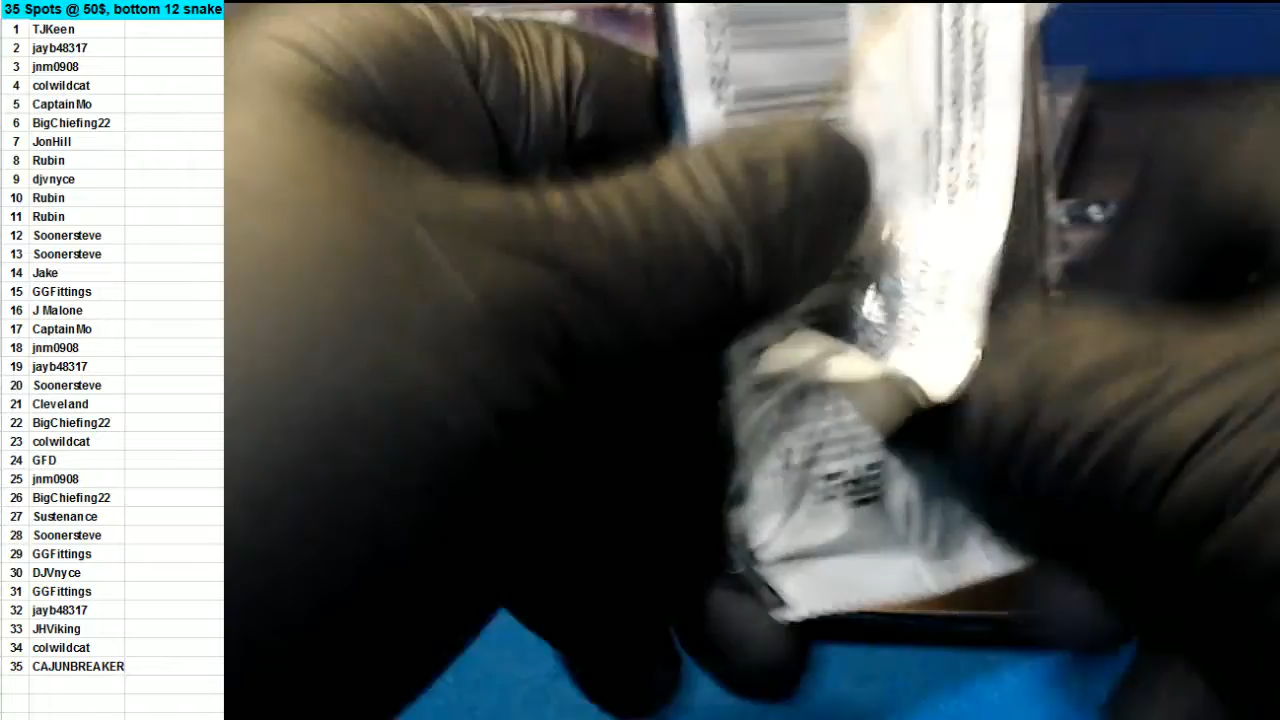 35 Spots @ 50$, bottom 12 snake
1 TJKeen
2 jayb48317
3 jnm0908
4 colwildcat
5 CaptainMo
6 BigChiefing22
7 JonHill
8 Rubin
9 djvnyce
10 Rubin
11 Rubin
12 Soonersteve
13 Soonersteve
14 Jake
15 GGFittings
16 J Malone
17 CaptainMo
18 jnm0908
19 jayb48317
20 Soonersteve
21 Cleveland
22 BigChiefing22
23 colwildcat
24 GFD
25 jnm0908
26 BigChiefing22
27 Sustenance
28 Soonersteve
29 GGFittings
30 DJVnyce
31 GGFittings
32 jayb48317
33 JHViking
34 colwildcat
35 CAJUNBREAKER